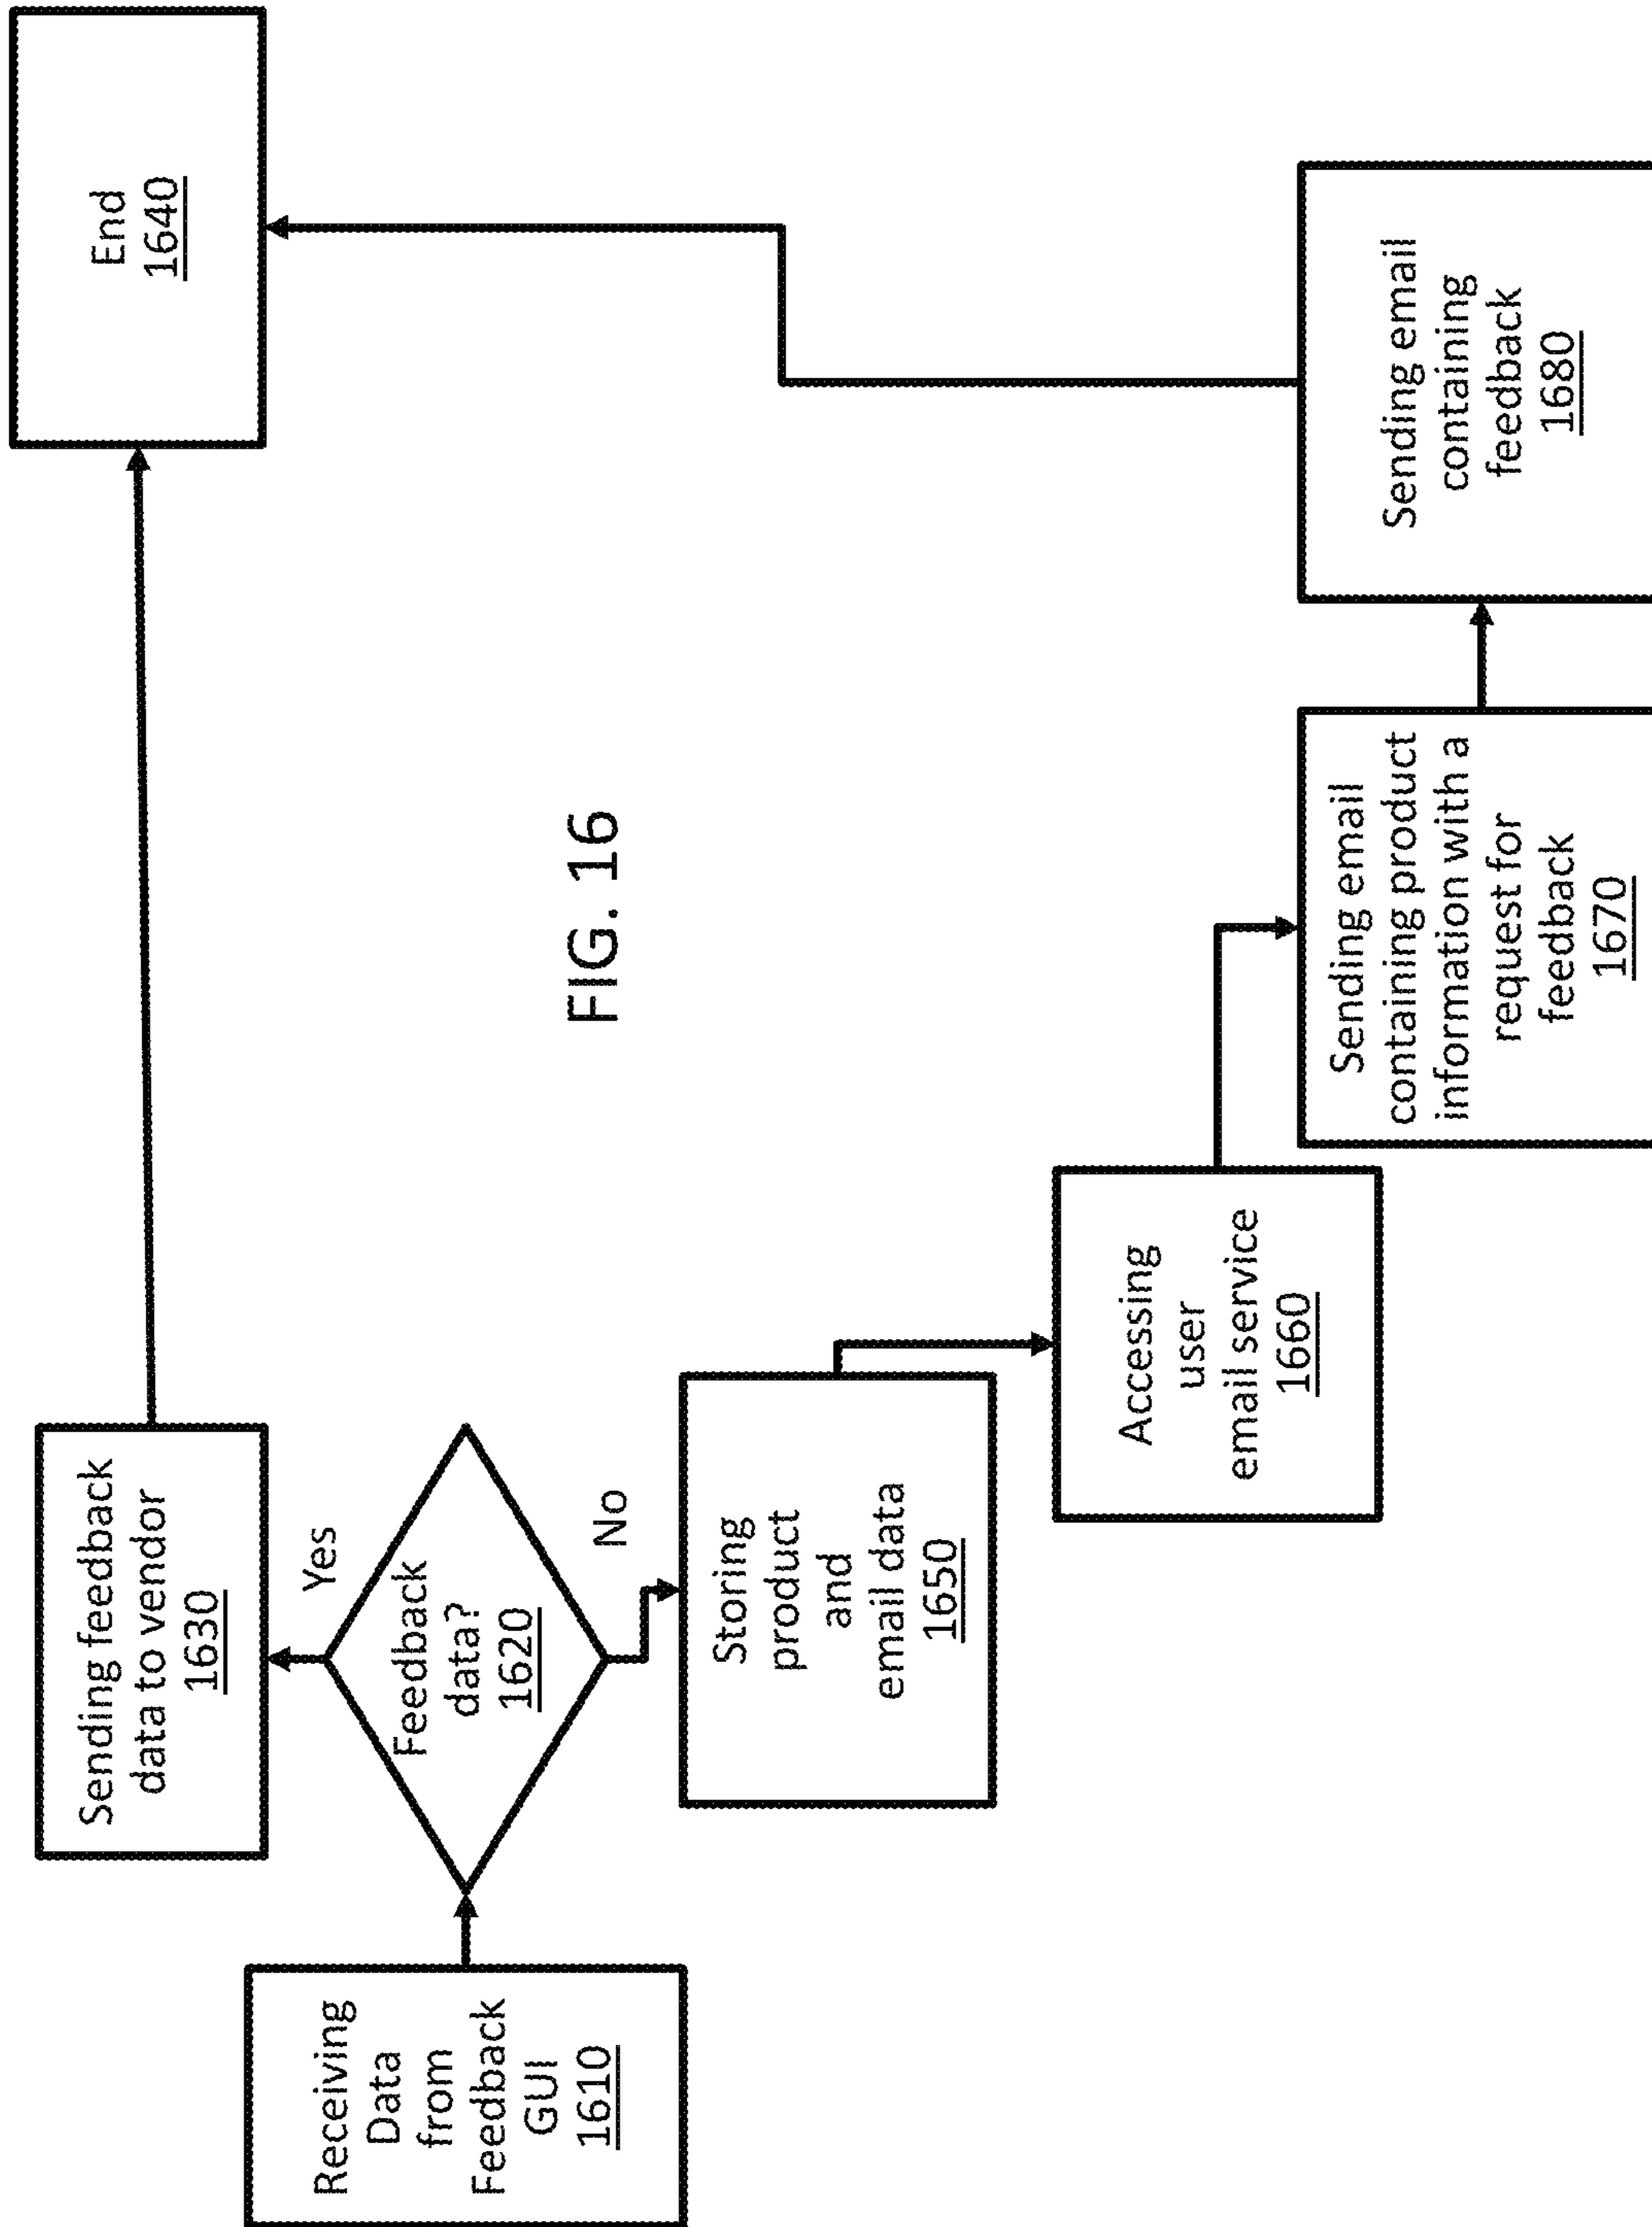 Receiving
Data
from
Feedback
GUI
1610
Feedback
data?
1620
Yes
No
Sending feedback
data to vendor
1630
End
1640
Storing
product
and
email data
1650
Accessing
user
email service
1660
Sending email
containing product
information with a
request for
feedback
1670
Sending email
containing
feedback
1680
FIG. 16